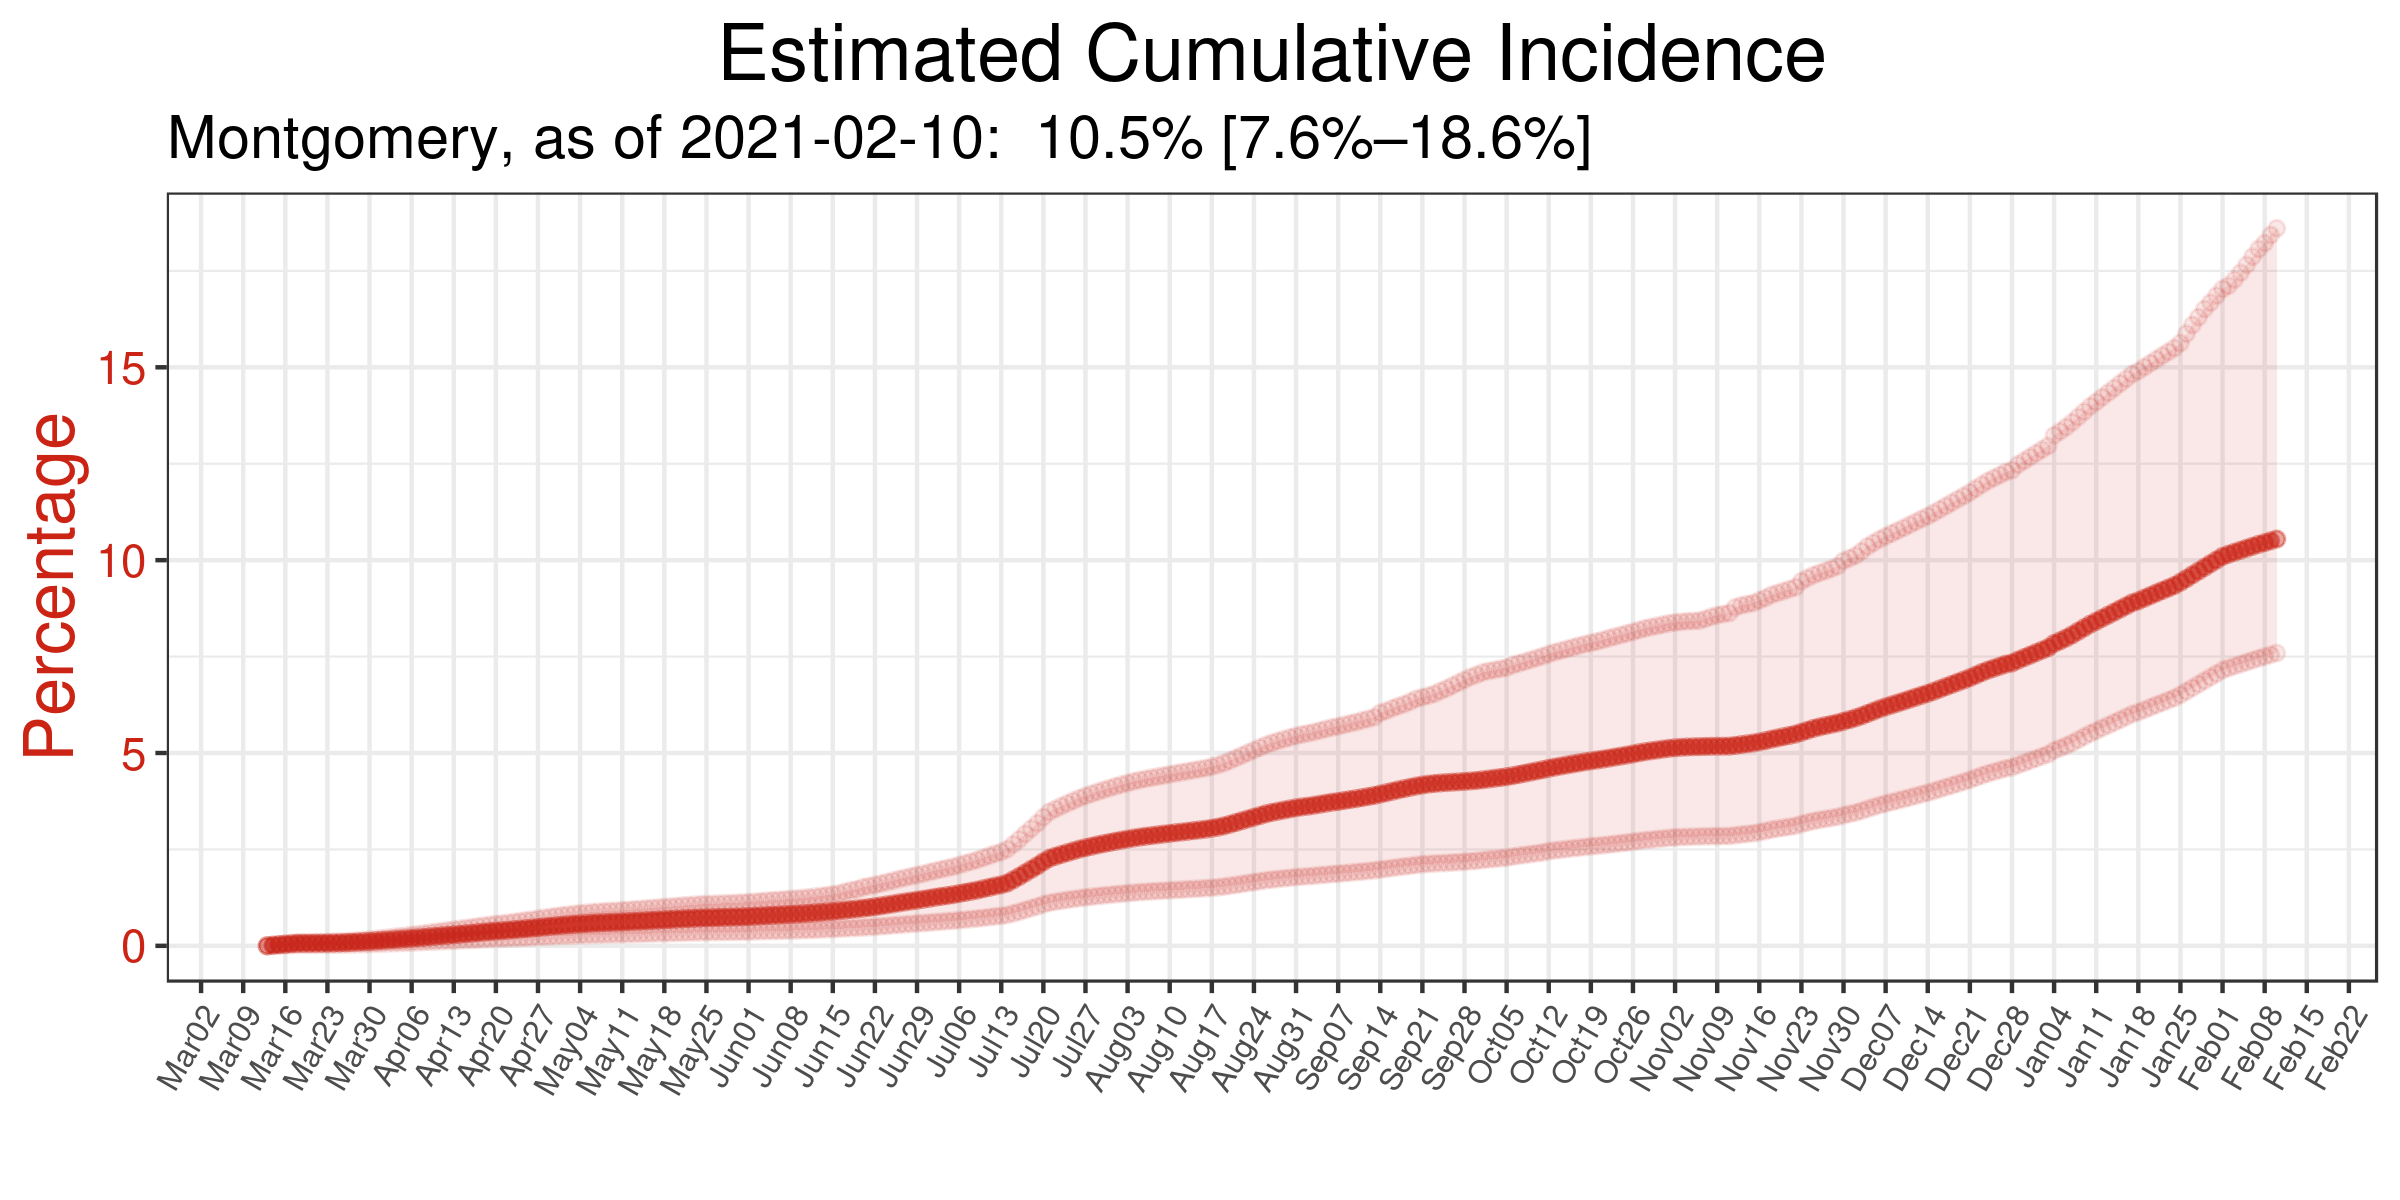 Estimated Cumulative Incidence
Montgomery, as of 2021-02-10:  10.5% [7.6%–18.6%]
Percentage
15
10
5
0
Mar02
Mar09
Mar16
Mar23
Mar30
Apr06
Apr13
Apr20
Apr27
May04
May11
May18
May25
Jun01
Jun08
Jun15
Jun22
Jun29
Jul06
Jul13
Jul20
Jul27
Aug03
Aug10
Aug17
Aug24
Aug31
Sep07
Sep14
Sep21
Sep28
Oct05
Oct12
Oct19
Oct26
Nov02
Nov09
Nov16
Nov23
Nov30
Dec07
Dec14
Dec21
Dec28
Jan04
Jan11
Jan18
Jan25
Feb01
Feb08
Feb15
Feb22